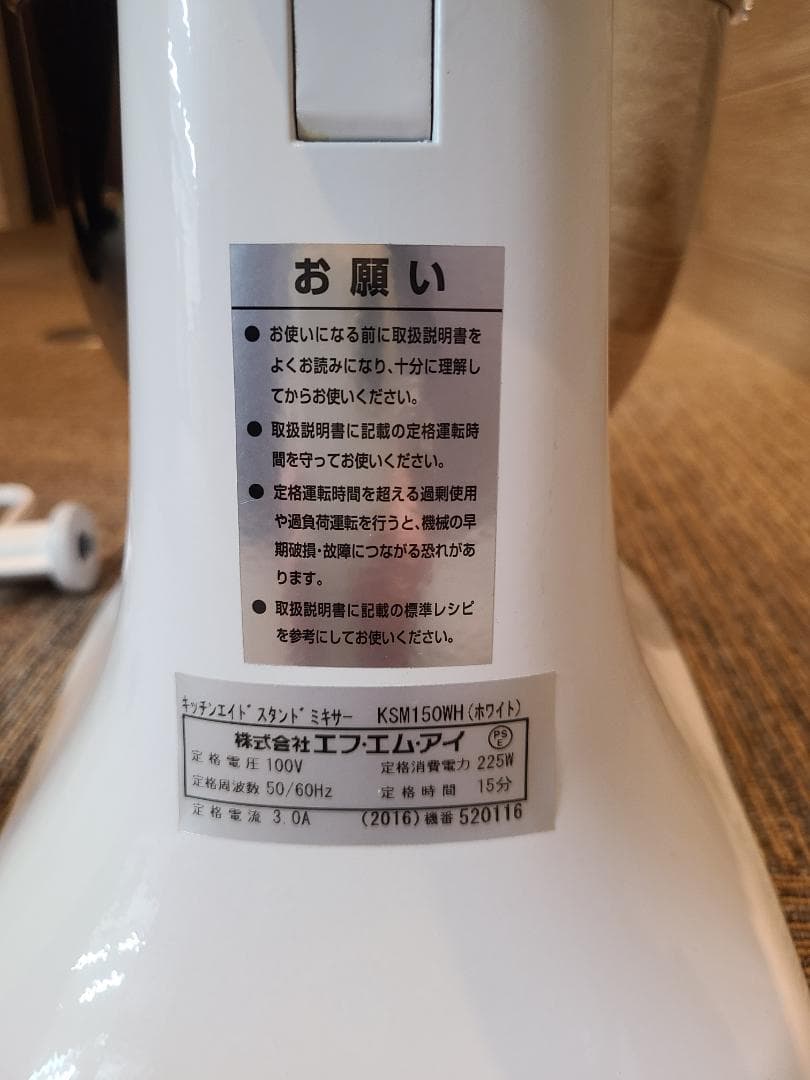 お願い
● お使いになる前に取扱説明書を
よくお読みになり、十分に理解し
てからお使いください。
● 取扱説明書に記載の定格運転時
間を守ってお使いください。
● 定格運転時間を超える過剰使用
や過負荷運転を行うと、機械の早
期破損・故障につながる恐れがあ
ります。
● 取扱説明書に記載の標準レシピ
を参考にしてお使いください。
キッチンエイド スタンド ミキサー KSM150WH(ホワイト)
株式会社エフ・エム・アイ PSE
定格電圧 100V 定格消費電力 225W
定格周波数 50/60Hz 定格時間 15分
定格電流 3.0A (2016)機番520116